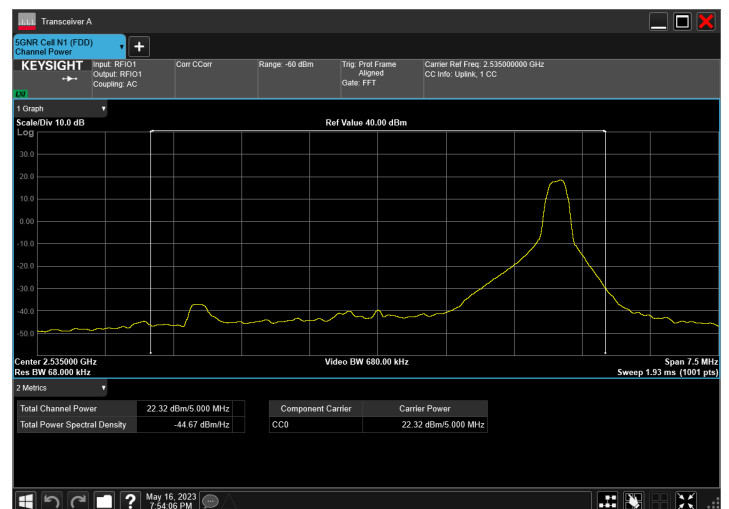 Transceiver A
5GNR Cell N1 (FDD)
Channel Power
KEYSIGHT
LXI
Input: RFIO1
Output: RFIO1
Coupling: AC
Corr CCorr
Range: -60 dBm
Trig: Prot Frame
Aligned
Gate: FFT
Carrier Ref Freq: 2.535000000 GHz
CC Info: Uplink, 1 CC
1 Graph
Scale/Div 10.0 dB
Ref Value 40.00 dBm
Log
30.0
20.0
10.0
0.00
-10.0
-20.0
-30.0
-40.0
-50.0
Center 2.535000 GHz
Video BW 680.00 kHz
Span 7.5 MHz
Res BW 68.000 kHz
Sweep 1.93 ms (1001 pts)
2 Metrics
Total Channel Power 22.32 dBm/5.000 MHz
Total Power Spectral Density -44.67 dBm/Hz
Component Carrier Carrier Power
CC0 22.32 dBm/5.000 MHz
?
May 16, 2023
7:54:06 PM